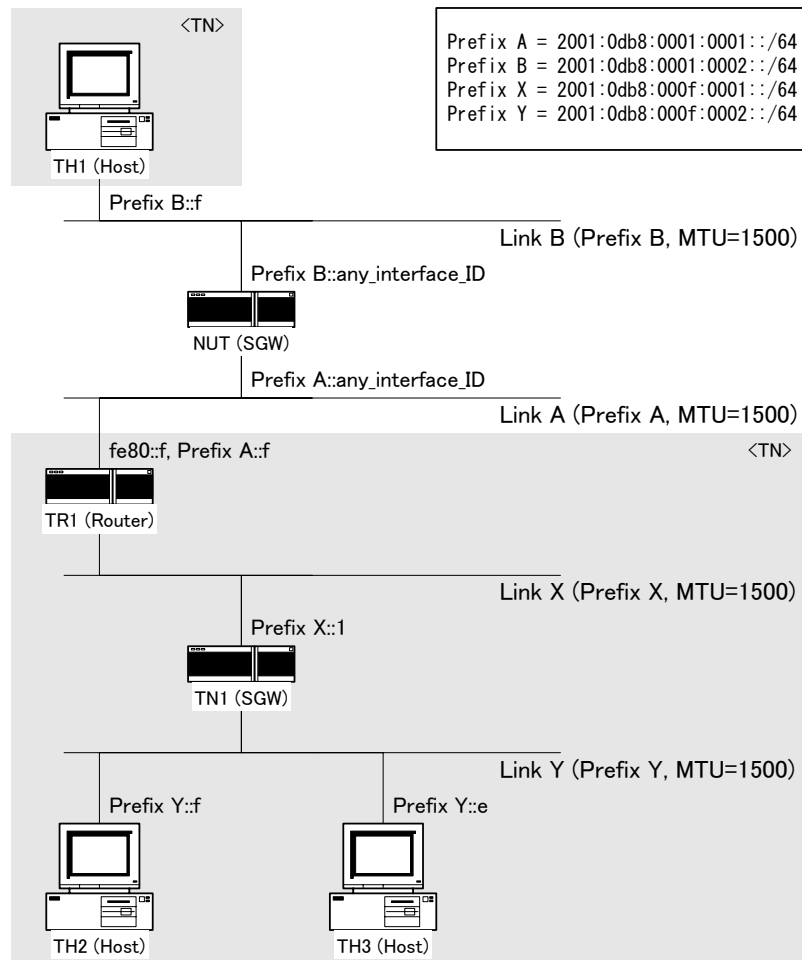 <TN>
Prefix A = 2001:0db8:0001:0001::/64
Prefix B = 2001:0db8:0001:0002::/64
Prefix X = 2001:0db8:000f:0001::/64
Prefix Y = 2001:0db8:000f:0002::/64
TH1 (Host)
Prefix B::f
Link B (Prefix B, MTU=1500)
Prefix B::any_interface_ID
NUT (SGW)
Prefix A::any_interface_ID
Link A (Prefix A, MTU=1500)
fe80::f, Prefix A::f
<TN>
TR1 (Router)
Link X (Prefix X, MTU=1500)
Prefix X::1
TN1 (SGW)
Link Y (Prefix Y, MTU=1500)
Prefix Y::f
Prefix Y::e
TH2 (Host)
TH3 (Host)